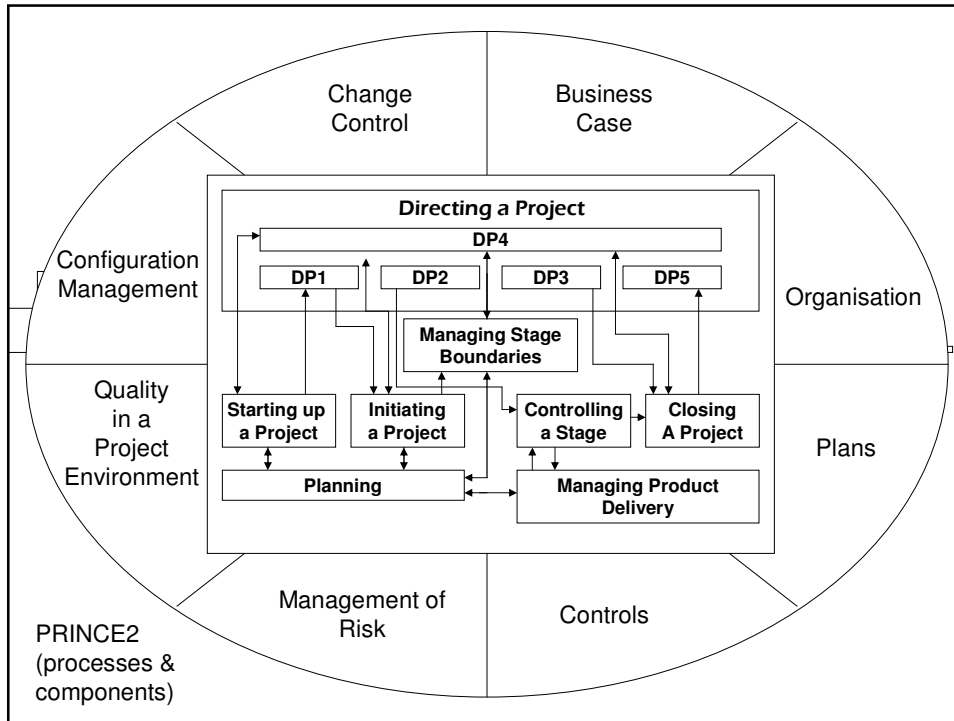 Change
Control
Business
Case
Configuration
Management
Organisation
Directing a Project
DP4
DP1
DP2
DP3
DP5
Managing Stage
Boundaries
Quality
in a
Project
Environment
Starting up
a Project
Initiating
a Project
Controlling
a Stage
Closing
A Project
Plans
Planning
Managing Product
Delivery
Management of
Risk
Controls
PRINCE2
(processes &
components)